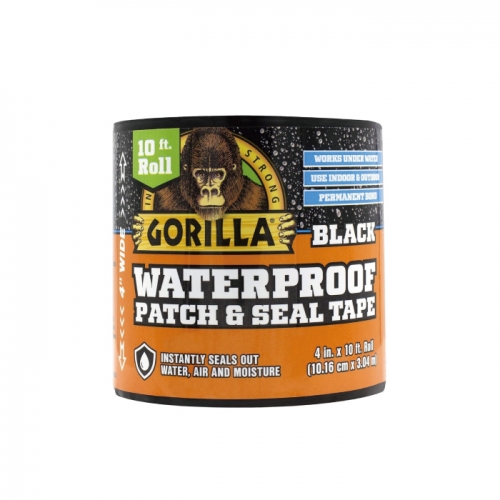 10 ft.
Roll
IN
STRONG
GORILLA
WORKS UNDER WATER
USE INDOOR & OUTDOOR
PERMANENT BOND
BLACK
4" WIDE
WATERPROOF
PATCH & SEAL TAPE
INSTANTLY SEALS OUT
WATER, AIR AND MOISTURE
4 in. x 10 ft. Roll
(10.16 cm x 3.04 m)